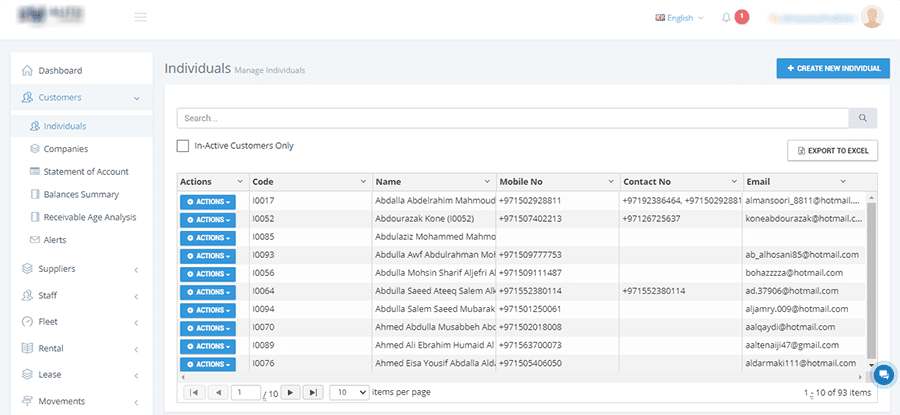 English
1
Dashboard
Customers
Individuals
Companies
Statement of Account
Balances Summary
Receivable Age Analysis
Alerts
Suppliers
Staff
Fleet
Rental
Lease
Movements
Individuals Manage Individuals
+ CREATE NEW INDIVIDUAL
Search...
In-Active Customers Only
EXPORT TO EXCEL
Actions Code Name Mobile No Contact No Email
ACTIONS I0017 Abdalla Abdelrahim Mahmoud +971502928811 +97192386464, +97150292881 almansoori_8811@hotmail....
ACTIONS I0052 Abdourazak Kone (I0052) +971507402213 +97126725637 koneabdourazak@hotmail.c...
ACTIONS I0085 Abdulaziz Mohammed Mahmo
ACTIONS I0093 Abdulla Awf Abdulrahman Mol +971509777753 ab_alhosani85@hotmail.com
ACTIONS I0056 Abdulla Mohsin Sharif Aljefri Al +971509111487 bohazzzza@hotmail.com
ACTIONS I0064 Abdulla Saeed Ateeq Salem Alk +971552380114 +971552380114 ad.37906@hotmail.com
ACTIONS I0094 Abdulla Salem Saeed Mubarak +971501250061 aljamry.009@hotmail.com
ACTIONS I0070 Ahmed Abdulla Musabbeh Abd +971502018008 aalqaydi@hotmail.com
ACTIONS I0089 Ahmed Ali Ebrahim Humaid Al +971563700073 aaltenaiji47@gmail.com
ACTIONS I0076 Ahmed Eisa Yousif Abdalla Alda +971505406050 aldarmaki111@hotmail.com
1 / 10 10 items per page 1 - 10 of 93 items